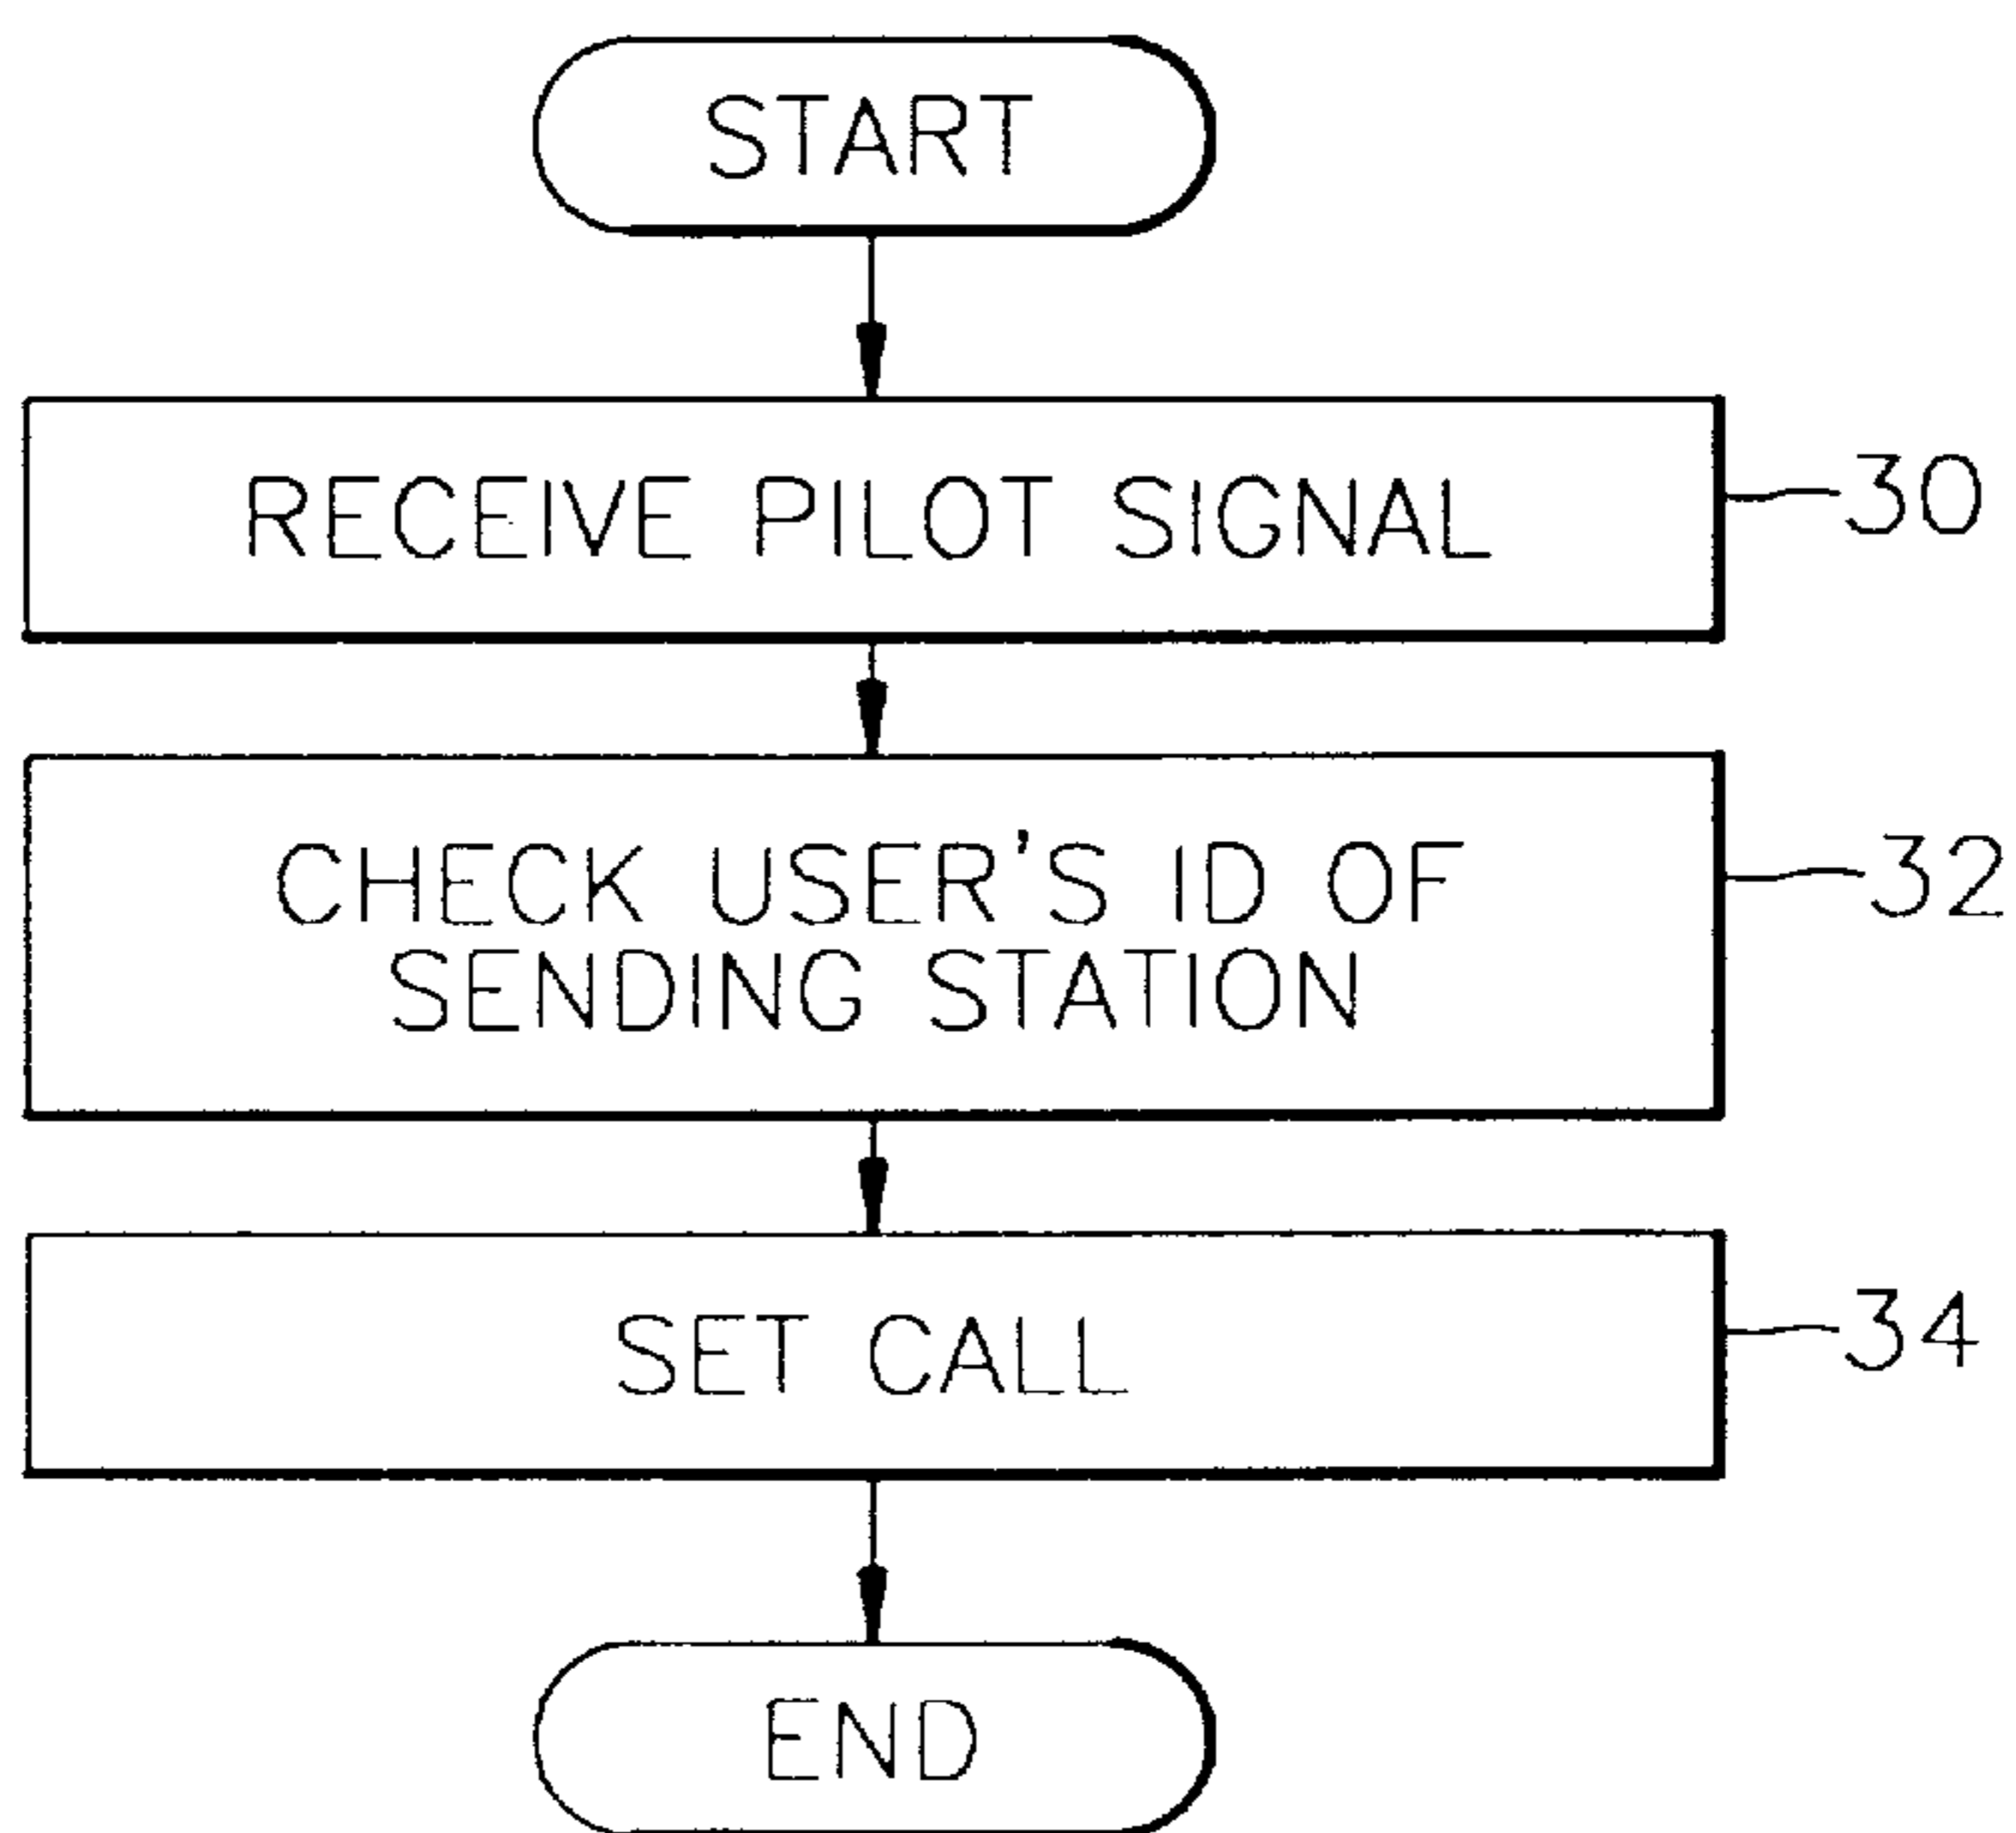 START
RECEIVE PILOT SIGNAL
30
CHECK USER'S ID OF
SENDING STATION
32
SET CALL
34
END